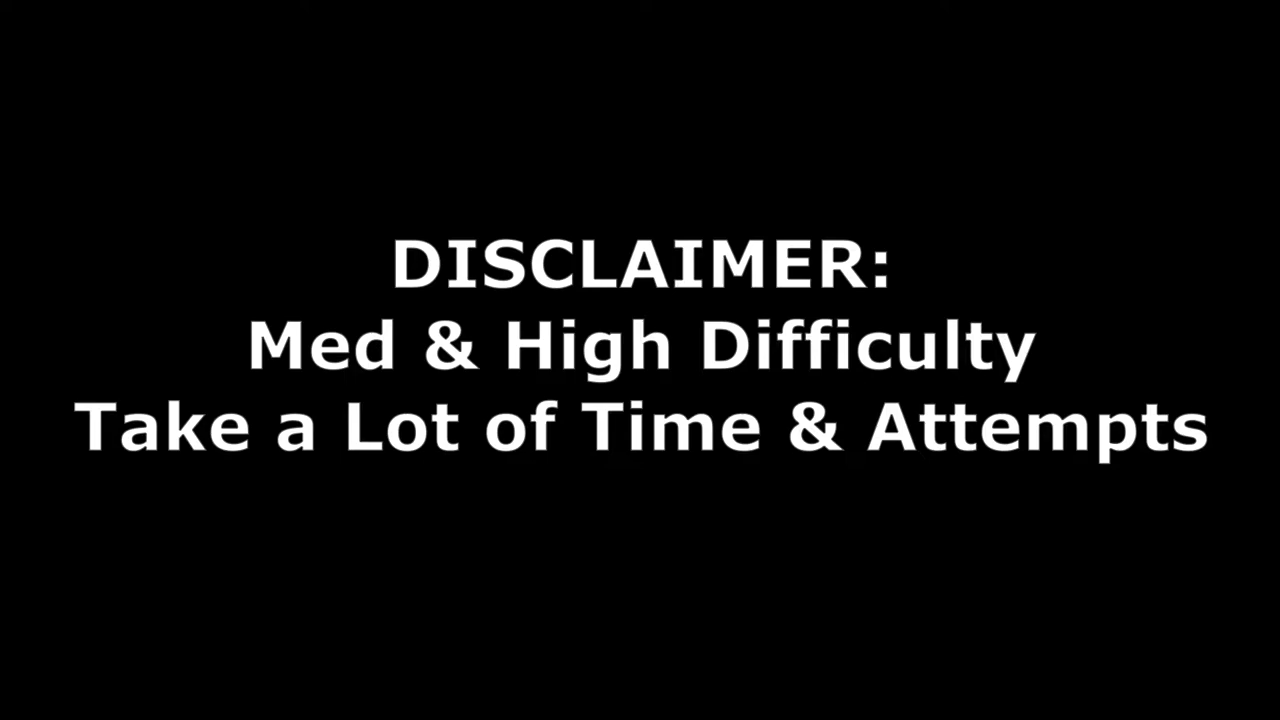 DISCLAIMER:
Med & High Difficulty
Take a Lot of Time & Attempts